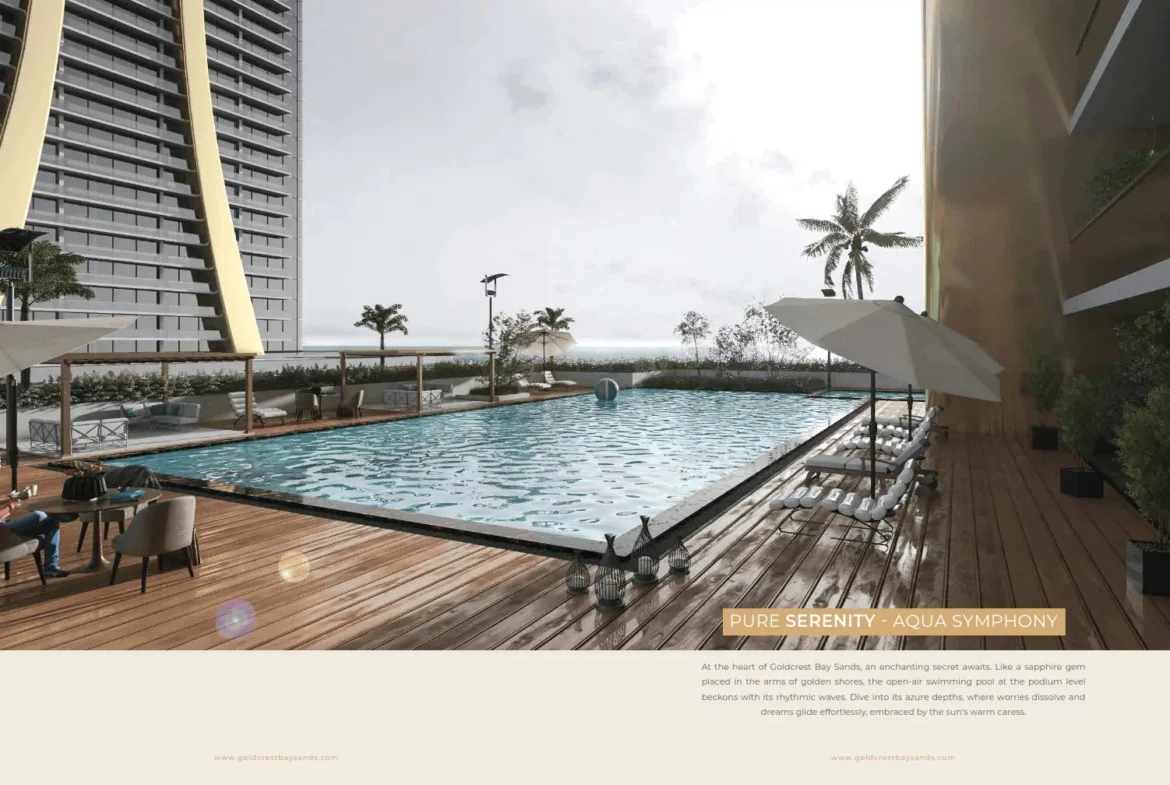 PURE SERENITY - AQUA SYMPHONY
At the heart of Goldcrest Bay Sands, an enchanting secret awaits. Like a sapphire gem
placed in the arms of golden shores, the open-air swimming pool at the podium level
beckons with its rhythmic waves. Dive into its azure depths, where worries dissolve and
dreams glide effortlessly, embraced by the sun's warm caress.
www.goldcrestbaysands.com
www.goldcrestbaysands.com